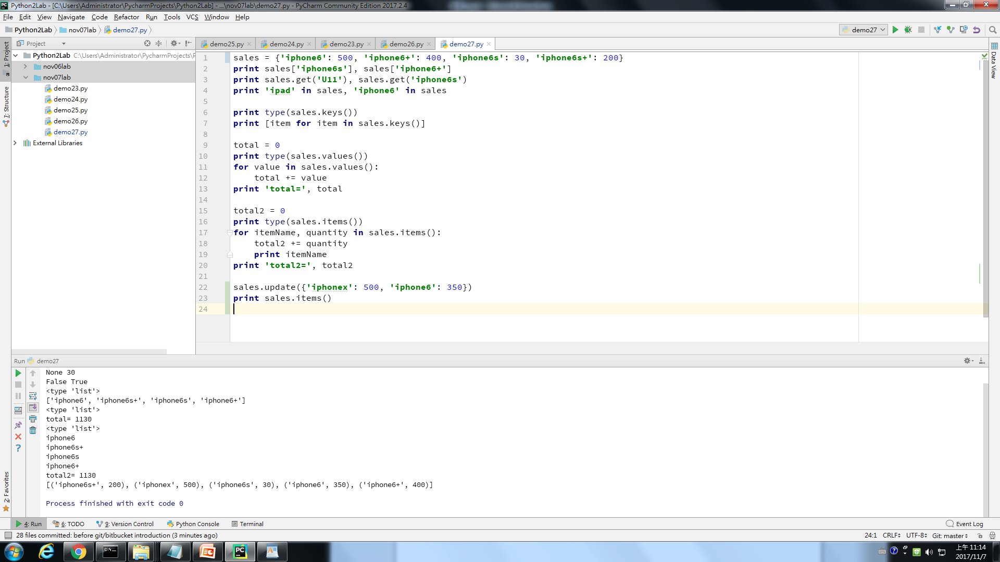 Python2Lab - [C:\Users\Administrator\PycharmProjects\Python2Lab] - ...\nov07lab\demo27.py - PyCharm Community Edition 2017.2.4
File Edit View Navigate Code Refactor Run Tools VCS Window Help
Python2Lab nov07lab demo27.py demo27
Project demo25.py demo24.py demo23.py demo26.py demo27.py
1: Project
7: Structure
2: Favorites
Data View
Python2Lab C:\Users\Administrator\PycharmProjects\P
nov06lab
nov07lab
demo23.py
demo24.py
demo25.py
demo26.py
demo27.py
External Libraries
1 sales = {'iphone6': 500, 'iphone6+': 400, 'iphone6s': 30, 'iphone6s+': 200}
2 print sales['iphone6s'], sales['iphone6+']
3 print sales.get('U11'), sales.get('iphone6s')
4 print 'ipad' in sales, 'iphone6' in sales
5
6 print type(sales.keys())
7 print [item for item in sales.keys()]
8
9 total = 0
10 print type(sales.values())
11 for value in sales.values():
12     total += value
13 print 'total=', total
14
15 total2 = 0
16 print type(sales.items())
17 for itemName, quantity in sales.items():
18     total2 += quantity
19     print itemName
20 print 'total2=', total2
21
22 sales.update({'iphonex': 500, 'iphone6': 350})
23 print sales.items()
24
Run demo27
None 30
False True
<type 'list'>
['iphone6', 'iphone6s+', 'iphone6s', 'iphone6+']
<type 'list'>
total= 1130
<type 'list'>
iphone6
iphone6s+
iphone6s
iphone6+
total2= 1130
[('iphone6s+', 200), ('iphonex', 500), ('iphone6s', 30), ('iphone6', 350), ('iphone6+', 400)]
Process finished with exit code 0
4: Run 6: TODO 9: Version Control Python Console Terminal Event Log
28 files committed: before git/bitbucket introduction (3 minutes ago) 24:1 CRLF UTF-8 Git: master
上午 11:14
2017/11/7